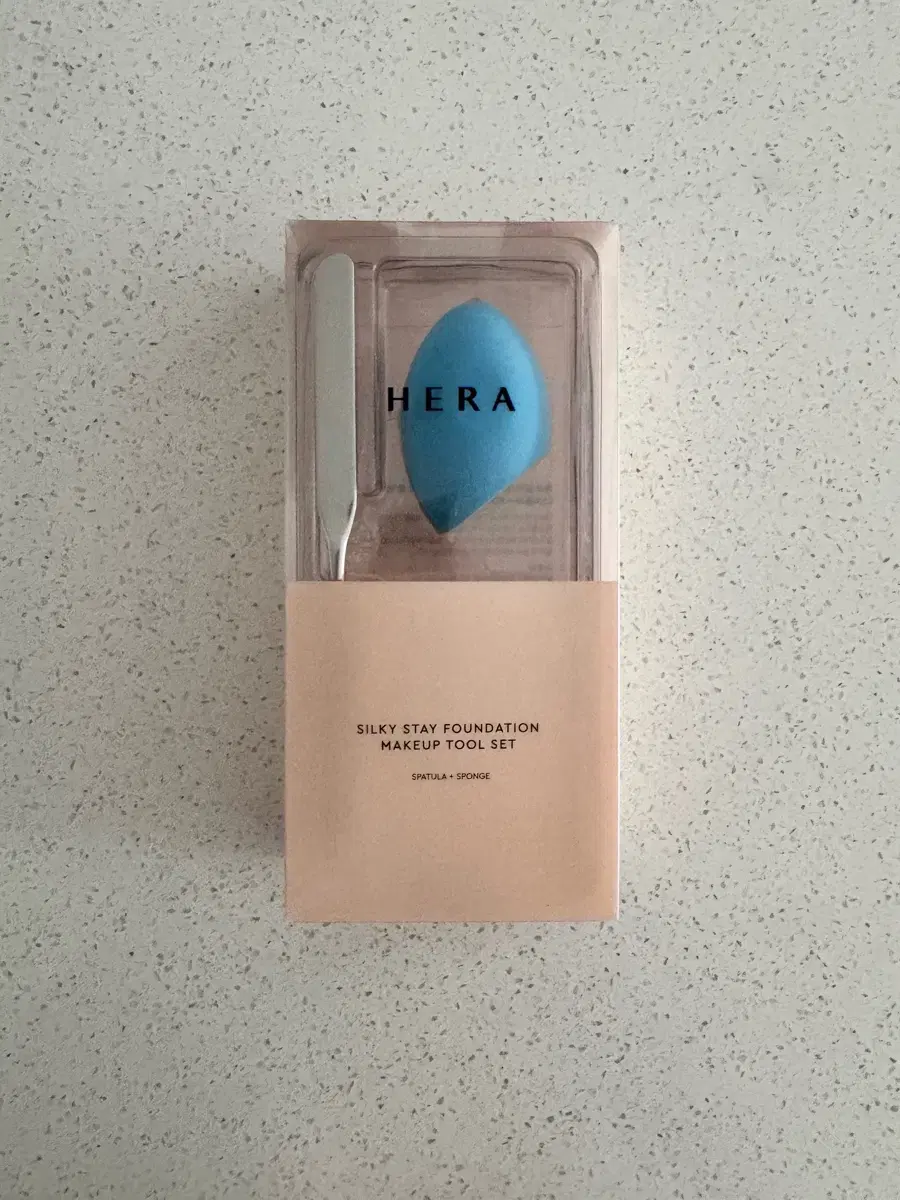 HERA
SILKY STAY FOUNDATION
MAKEUP TOOL SET
SPATULA + SPONGE